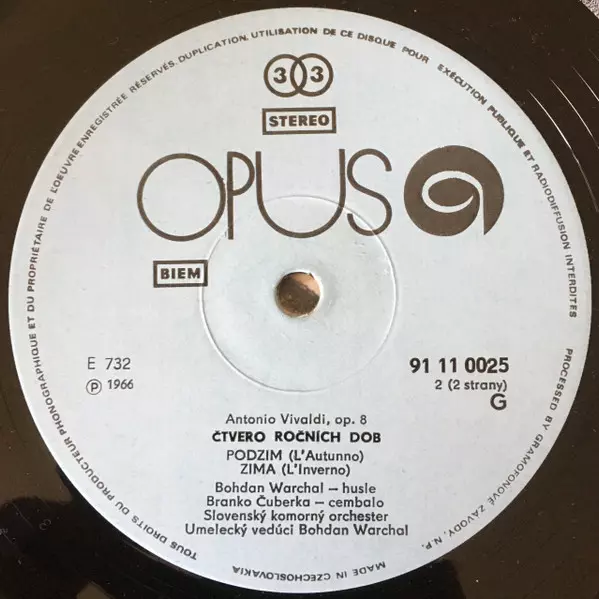 TOUS DROITS DU PRODUCTEUR PHONOGRAPHIQUE ET DU PROPRIÉTAIRE DE L'OEUVRE ENREGISTRÉE RÉSERVÉS. DUPLICATION, UTILISATION DE CE DISQUE POUR EXÉCUTION PUBLIQUE ET RADIODIFFUSION INTERDITES
PROCESSED BY GRAMOFONOVÉ ZÁVODY, N.P.
33
STEREO
OPUS
BIEM
E 732
℗ 1966
91 11 0025
2 (2 strany)
G
Antonio Vivaldi, op. 8
ČTVERO ROČNÍCH DOB
PODZIM (L'Autunno)
ZIMA (L'Inverno)
Bohdan Warchal – husle
Branko Čuberka – cembalo
Slovenský komorný orchester
Umelecký vedúci Bohdan Warchal
MADE IN CZECHOSLOVAKIA